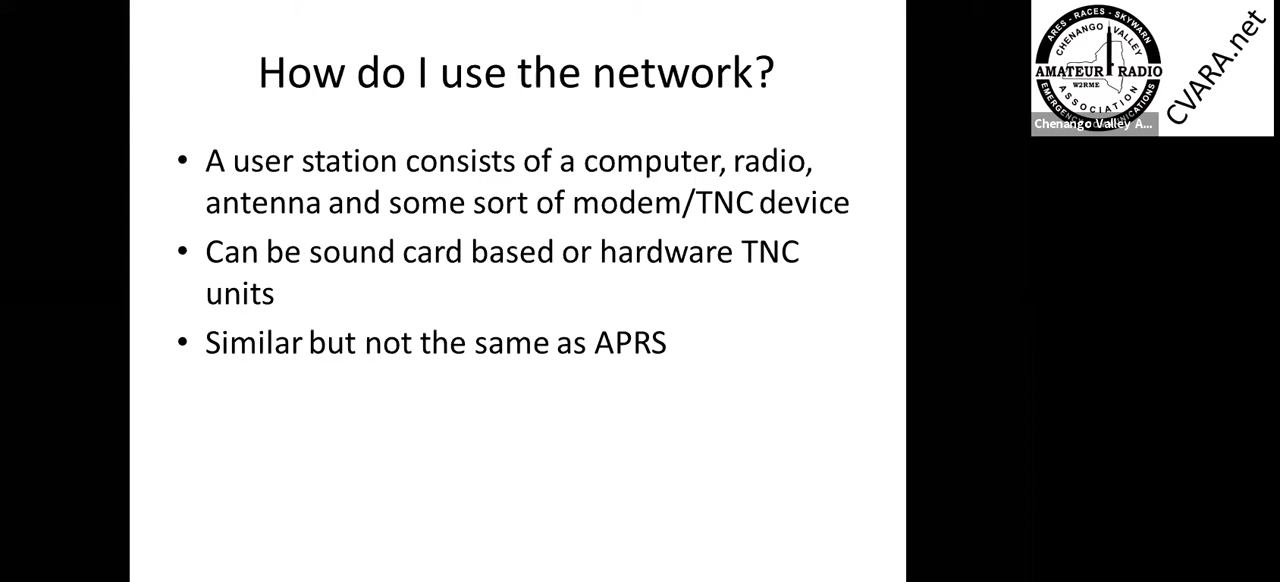 How do I use the network?
• A user station consists of a computer, radio,
antenna and some sort of modem/TNC device
• Can be sound card based or hardware TNC
units
• Similar but not the same as APRS
ARES - RACES - SKYWARN
CHENANGO VALLEY
AMATEUR RADIO
W2RME
ASSOCIATION
CVARA.net
Chenango Valley A...